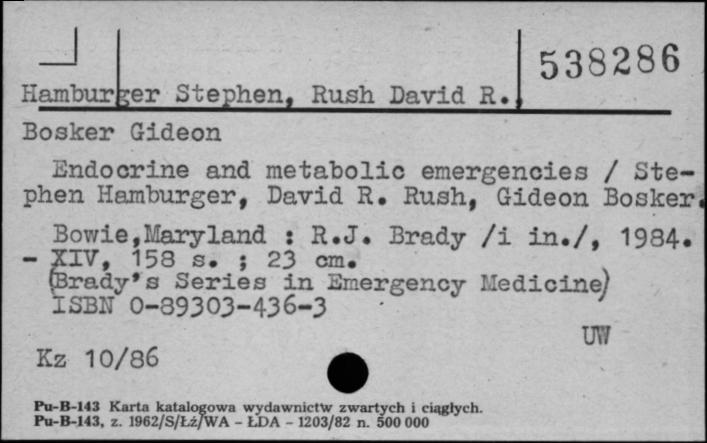 538286
Hamburger Stephen, Rush David R.,
Bosker Gideon
Endocrine and metabolic emergencies / Ste-
phen Hamburger, David R. Rush, Gideon Bosker.
Bowie,Maryland : R.J. Brady /i in./, 1984.
- XIV, 158 s. ; 23 cm.
(Brady's Series in Emergency Medicine)
ISBN 0-89303-436-3
UW
Kz 10/86
Pu-B-143 Karta katalogowa wydawnictw zwartych i ciągłych.
Pu-B-143, z. 1962/S/Łż/WA - ŁDA - 1203/82 n. 500 000